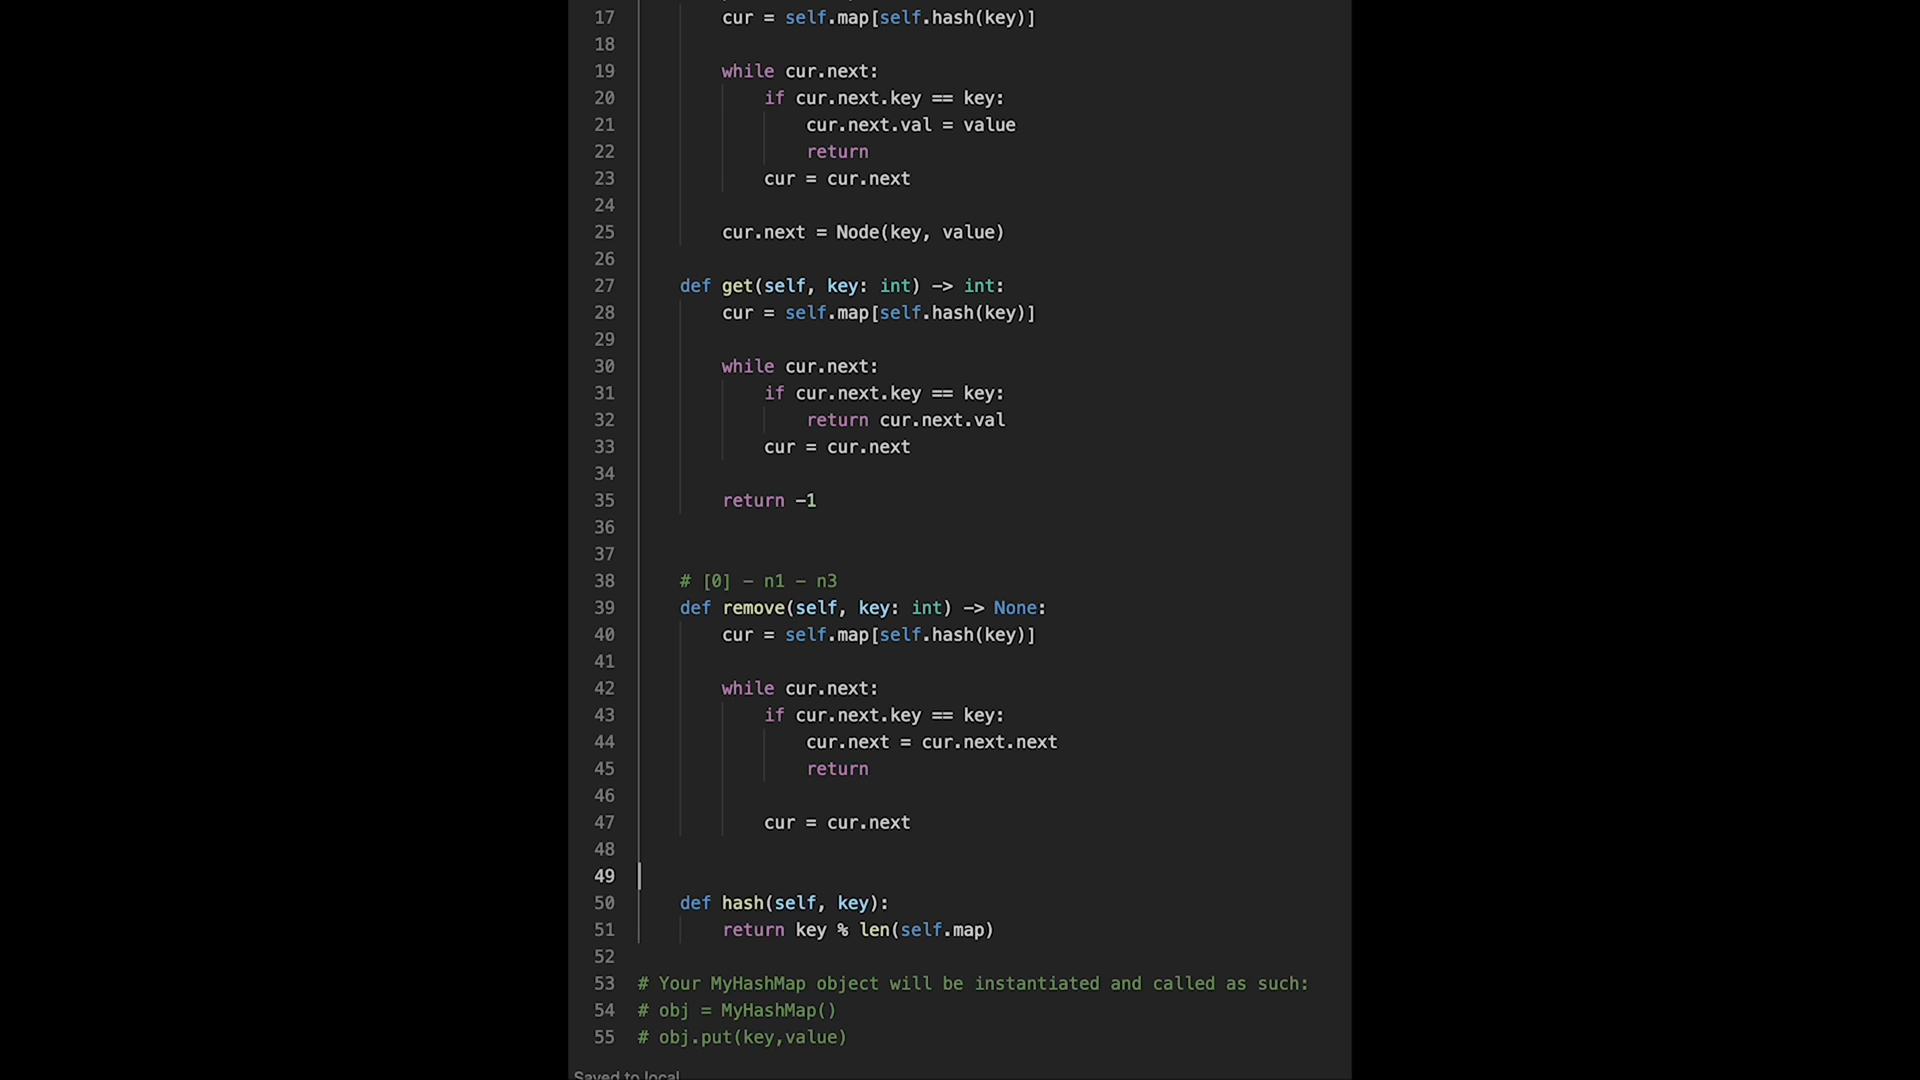 17 cur = self.map[self.hash(key)]
18
19 while cur.next:
20 if cur.next.key == key:
21 cur.next.val = value
22 return
23 cur = cur.next
24
25 cur.next = Node(key, value)
26
27 def get(self, key: int) -> int:
28 cur = self.map[self.hash(key)]
29
30 while cur.next:
31 if cur.next.key == key:
32 return cur.next.val
33 cur = cur.next
34
35 return -1
36
37
38 # [0] - n1 - n3
39 def remove(self, key: int) -> None:
40 cur = self.map[self.hash(key)]
41
42 while cur.next:
43 if cur.next.key == key:
44 cur.next = cur.next.next
45 return
46
47 cur = cur.next
48
49
50 def hash(self, key):
51 return key % len(self.map)
52
53 # Your MyHashMap object will be instantiated and called as such:
54 # obj = MyHashMap()
55 # obj.put(key,value)
Saved to local